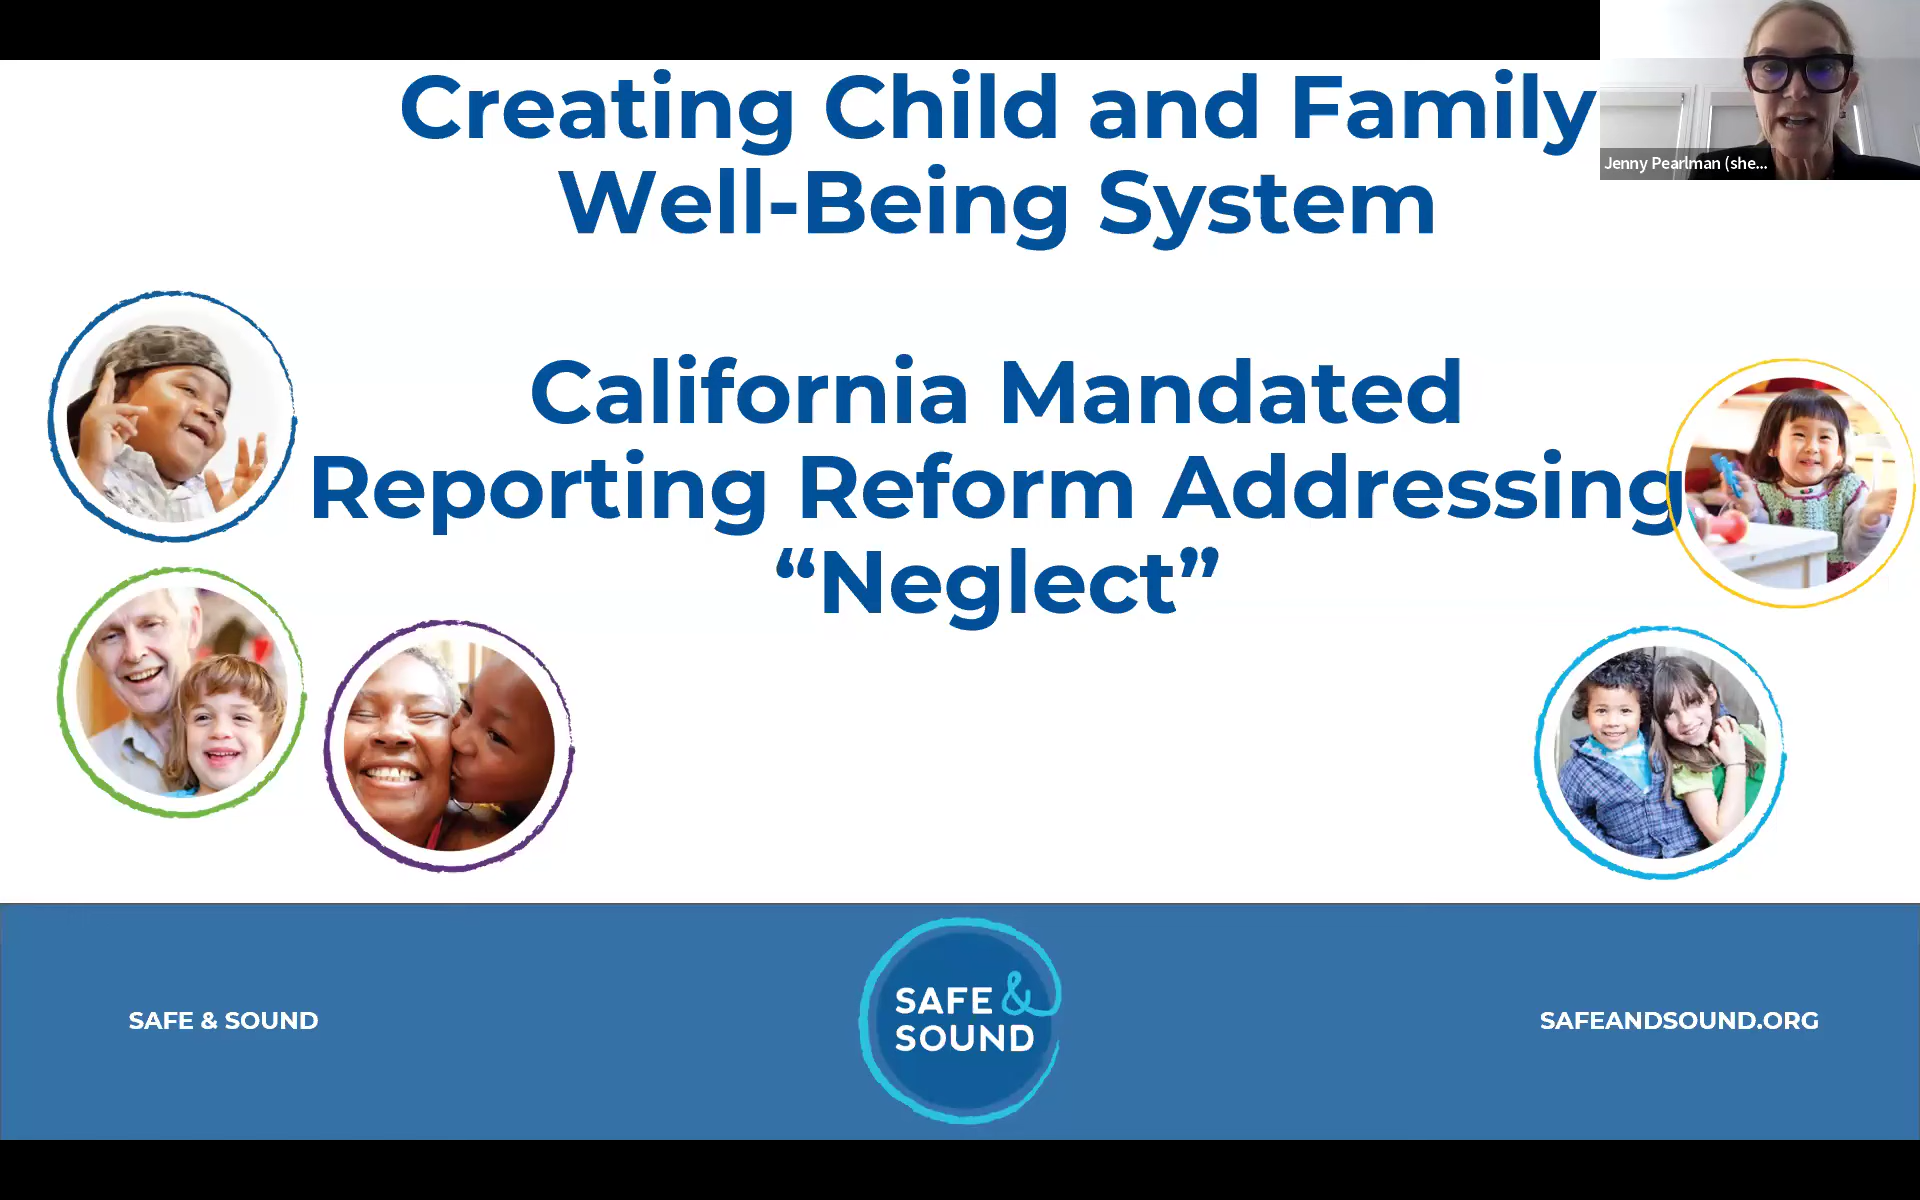 Creating Child and Family
Well-Being System
Jenny Pearlman (she...
California Mandated
Reporting Reform Addressing
“Neglect”
SAFE & SOUND
SAFE &
SOUND
SAFEANDSOUND.ORG